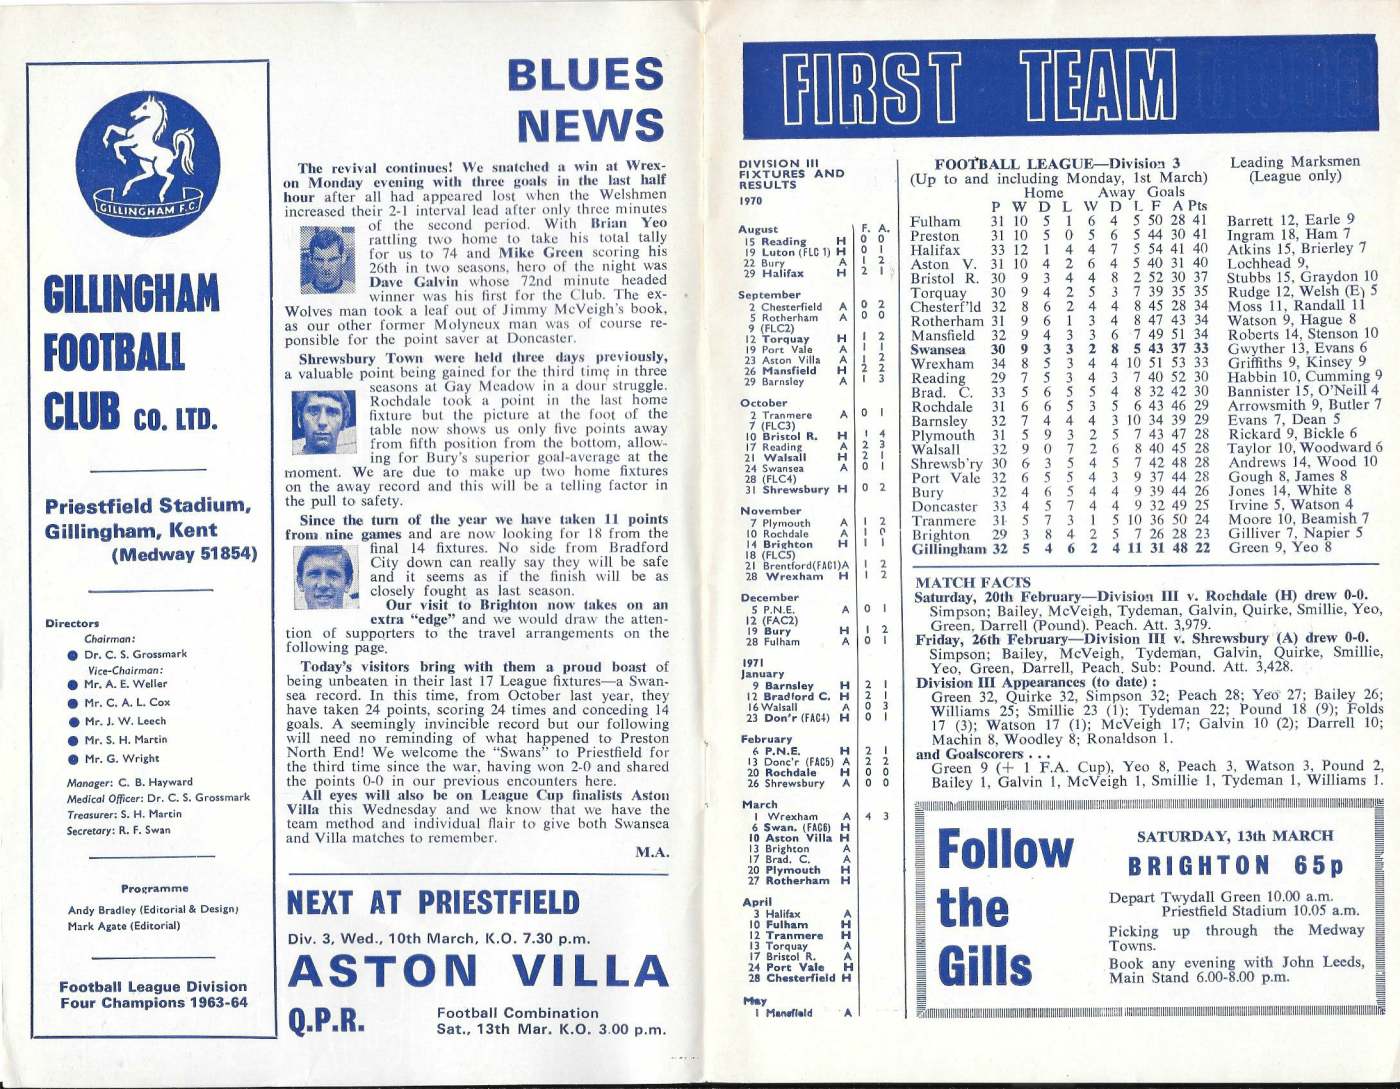 GILLINGHAM F.C.
GILLINGHAM
FOOTBALL
CLUB CO. LTD.
Priestfield Stadium,
Gillingham, Kent
(Medway 51854)
Directors
Chairman:
Dr. C. S. Grossmark
Vice-Chairman:
Mr. A. E. Weller
Mr. C. A. L. Cox
Mr. J. W. Leech
Mr. S. H. Martin
Mr. G. Wright
Manager: C. B. Hayward
Medical Officer: Dr. C. S. Grossmark
Treasurer: S. H. Martin
Secretary: R. F. Swan
Programme
Andy Bradley (Editorial & Design)
Mark Agate (Editorial)
Football League Division
Four Champions 1963-64
BLUES
NEWS
The revival continues! We snatched a win at Wrex-
on Monday evening with three goals in the last half
hour after all had appeared lost when the Welshmen
increased their 2-1 interval lead after only three minutes
of the second period. With Brian Yeo
rattling two home to take his total tally
for us to 74 and Mike Green scoring his
26th in two seasons, hero of the night was
Dave Galvin whose 72nd minute headed
winner was his first for the Club. The ex-
Wolves man took a leaf out of Jimmy McVeigh's book,
as our other former Molyneux man was of course re-
ponsible for the point saver at Doncaster.
Shrewsbury Town were held three days previously,
a valuable point being gained for the third time in three
seasons at Gay Meadow in a dour struggle.
Rochdale took a point in the last home
fixture but the picture at the foot of the
table now shows us only five points away
from fifth position from the bottom, allow-
ing for Bury's superior goal-average at the
moment. We are due to make up two home fixtures
on the away record and this will be a telling factor in
the pull to safety.
Since the turn of the year we have taken 11 points
from nine games and are now looking for 18 from the
final 14 fixtures. No side from Bradford
City down can really say they will be safe
and it seems as if the finish will be as
closely fought as last season.
Our visit to Brighton now takes on an
extra "edge" and we would draw the atten-
tion of supporters to the travel arrangements on the
following page.
Today's visitors bring with them a proud boast of
being unbeaten in their last 17 League fixtures—a Swan-
sea record. In this time, from October last year, they
have taken 24 points, scoring 24 times and conceding 14
goals. A seemingly invincible record but our following
will need no reminding of what happened to Preston
North End! We welcome the "Swans" to Priestfield for
the third time since the war, having won 2-0 and shared
the points 0-0 in our previous encounters here.
All eyes will also be on League Cup finalists Aston
Villa this Wednesday and we know that we have the
team method and individual flair to give both Swansea
and Villa matches to remember.
M.A.
NEXT AT PRIESTFIELD
Div. 3, Wed., 10th March, K.O. 7.30 p.m.
ASTON VILLA
Q.P.R.
Football Combination
Sat., 13th Mar. K.O. 3.00 p.m.
FIRST TEAM
DIVISION III
FIXTURES AND
RESULTS
1970
August F. A.
15 Reading H 0 0
19 Luton (FLC 1) H 0 1
22 Bury A 1 2
29 Halifax H 2 1
September
2 Chesterfield A 0 2
5 Rotherham A 0 0
9 (FLC2)
12 Torquay H 1 2
19 Port Vale A 1 1
23 Aston Villa A 1 2
26 Mansfield H 2 2
29 Barnsley A 1 3
October
2 Tranmere A 0 1
7 (FLC3)
10 Bristol R. H 1 4
17 Reading A 2 3
21 Walsall H 2 1
24 Swansea A 0 1
28 (FLC4)
31 Shrewsbury H 0 2
November
7 Plymouth A 1 2
10 Rochdale A 1 0
14 Brighton H 1 1
18 (FLC5)
21 Brentford(FAC1)A 1 2
28 Wrexham H 1 2
December
5 P.N.E. A 0 1
12 (FAC2)
19 Bury H 1 2
28 Fulham A 0 1
1971
January
9 Barnsley H 2 1
12 Bradford C. H 2 1
16 Walsall A 0 3
23 Don'r (FAC4) H 0 1
February
6 P.N.E. H 2 1
13 Donc'r (FAC5) A 2 2
20 Rochdale H 0 0
26 Shrewsbury A 0 0
March
1 Wrexham A 4 3
6 Swan. (FAC6) H
10 Aston Villa H
13 Brighton A
17 Brad. C. A
20 Plymouth H
27 Rotherham H
April
3 Halifax A
10 Fulham H
12 Tranmere H
13 Torquay A
17 Bristol R. A
24 Port Vale H
28 Chesterfield H
May
1 Mansfield A
FOOTBALL LEAGUE—Division 3
(Up to and including Monday, 1st March)
Home Away Goals
P W D L W D L F A Pts
Leading Marksmen
(League only)
Fulham 31 10 5 1 6 4 5 50 28 41 Barrett 12, Earle 9
Preston 31 10 5 0 5 6 5 44 30 41 Ingram 18, Ham 7
Halifax 33 12 1 4 4 7 5 54 41 40 Atkins 15, Brierley 7
Aston V. 31 10 4 2 6 4 5 40 31 40 Lochhead 9,
Bristol R. 30 9 3 4 4 8 2 52 30 37 Stubbs 15, Graydon 10
Torquay 30 9 4 2 5 3 7 39 35 35 Rudge 12, Welsh (E) 5
Chesterf'ld 32 8 6 2 4 4 8 45 28 34 Moss 11, Randall 11
Rotherham 31 9 6 1 3 4 8 47 43 34 Watson 9, Hague 8
Mansfield 32 9 4 3 3 6 7 49 51 34 Roberts 14, Stenson 10
Swansea 30 9 3 3 2 8 5 43 37 33 Gwyther 13, Evans 6
Wrexham 34 8 5 3 4 4 10 51 53 33 Griffiths 9, Kinsey 9
Reading 29 7 5 3 4 3 7 40 52 30 Habbin 10, Cumming 9
Brad. C. 33 5 6 5 5 4 8 32 42 30 Bannister 15, O'Neill 4
Rochdale 31 6 6 5 3 5 6 43 46 29 Arrowsmith 9, Butler 7
Barnsley 32 7 4 4 4 3 10 34 39 29 Evans 7, Dean 5
Plymouth 31 5 9 3 2 5 7 43 47 28 Rickard 9, Bickle 6
Walsall 32 9 0 7 2 6 8 40 45 28 Taylor 10, Woodward 6
Shrewsb'ry 30 6 3 5 4 5 7 42 48 28 Andrews 14, Wood 10
Port Vale 32 6 5 5 4 3 9 37 44 28 Gough 8, James 8
Bury 32 4 6 5 4 4 9 39 44 26 Jones 14, White 8
Doncaster 33 4 5 7 4 4 9 32 49 25 Irvine 5, Watson 4
Tranmere 31 5 7 3 1 5 10 36 50 24 Moore 10, Beamish 7
Brighton 29 3 8 4 2 5 7 26 28 23 Gilliver 7, Napier 5
Gillingham 32 5 4 6 2 4 11 31 48 22 Green 9, Yeo 8
MATCH FACTS
Saturday, 20th February—Division III v. Rochdale (H) drew 0-0.
Simpson; Bailey, McVeigh, Tydeman, Galvin, Quirke, Smillie, Yeo,
Green, Darrell (Pound). Peach. Att. 3,979.
Friday, 26th February—Division III v. Shrewsbury (A) drew 0-0.
Simpson; Bailey, McVeigh, Tydeman, Galvin, Quirke, Smillie,
Yeo, Green, Darrell, Peach, Sub: Pound. Att. 3,428.
Division III Appearances (to date) :
Green 32, Quirke 32, Simpson 32; Peach 28; Yeo 27; Bailey 26;
Williams 25; Smillie 23 (1); Tydeman 22; Pound 18 (9); Folds
17 (3); Watson 17 (1); McVeigh 17; Galvin 10 (2); Darrell 10;
Machin 8, Woodley 8; Ronaldson 1.
and Goalscorers . . .
Green 9 (+ 1 F.A. Cup), Yeo 8, Peach 3, Watson 3, Pound 2,
Bailey 1, Galvin 1, McVeigh 1, Smillie 1, Tydeman 1, Williams 1.
Follow
the
Gills
SATURDAY, 13th MARCH
BRIGHTON 65p
Depart Twydall Green 10.00 a.m.
Priestfield Stadium 10.05 a.m.
Picking up through the Medway
Towns.
Book any evening with John Leeds,
Main Stand 6.00-8.00 p.m.